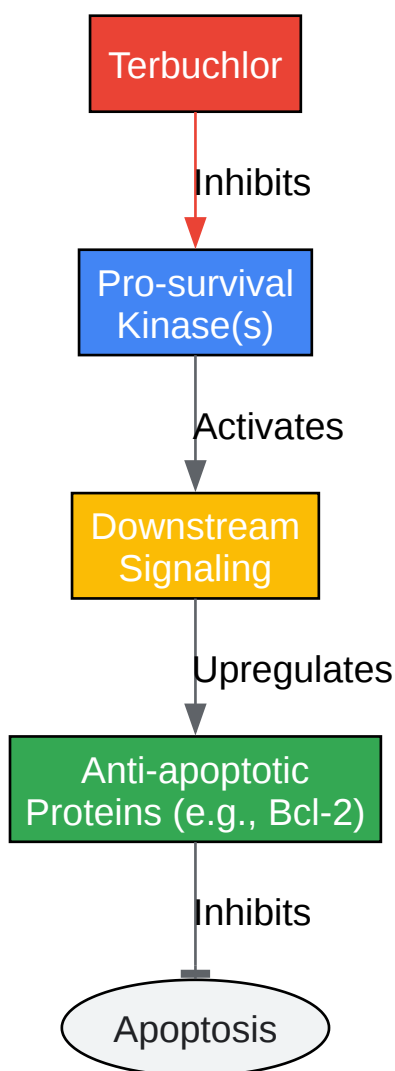 Terbuchlor
Inhibits
Pro-survival
Kinase(s)
Activates
Downstream
Signaling
Upregulates
Anti-apoptotic
Proteins (e.g., Bcl-2)
Inhibits
Apoptosis